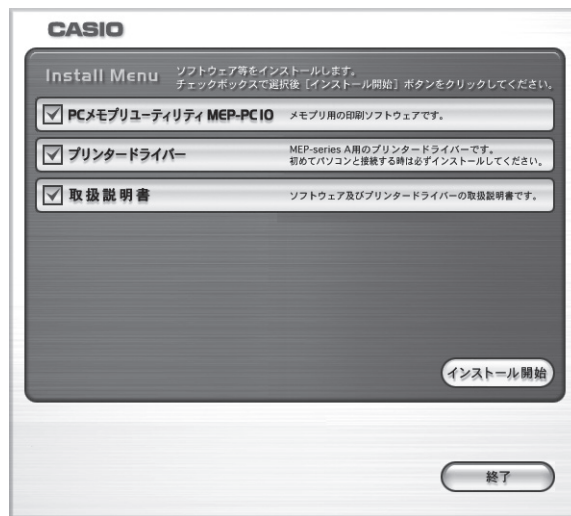 CASIO
Install Menu
ソフトウェア等をインストールします。
チェックボックスで選択後［インストール開始］ボタンをクリックしてください。
PCメモプリユーティリティ MEP-PC10
メモプリ用の印刷ソフトウェアです。
プリンタードライバー
MEP-series A用のプリンタードライバーです。
初めてパソコンと接続する時は必ずインストールしてください。
取扱説明書
ソフトウェア及びプリンタードライバーの取扱説明書です。
インストール開始
終了